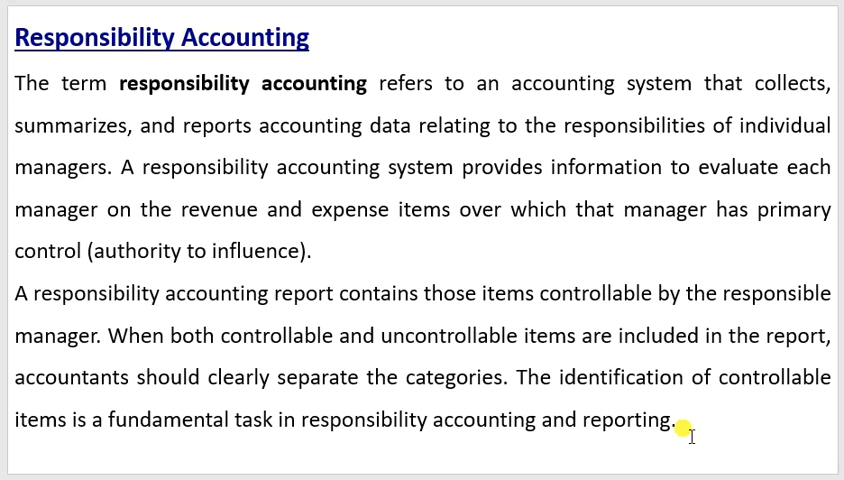 Responsibility Accounting
The term responsibility accounting refers to an accounting system that collects,
summarizes, and reports accounting data relating to the responsibilities of individual
managers. A responsibility accounting system provides information to evaluate each
manager on the revenue and expense items over which that manager has primary
control (authority to influence).
A responsibility accounting report contains those items controllable by the responsible
manager. When both controllable and uncontrollable items are included in the report,
accountants should clearly separate the categories. The identification of controllable
items is a fundamental task in responsibility accounting and reporting.